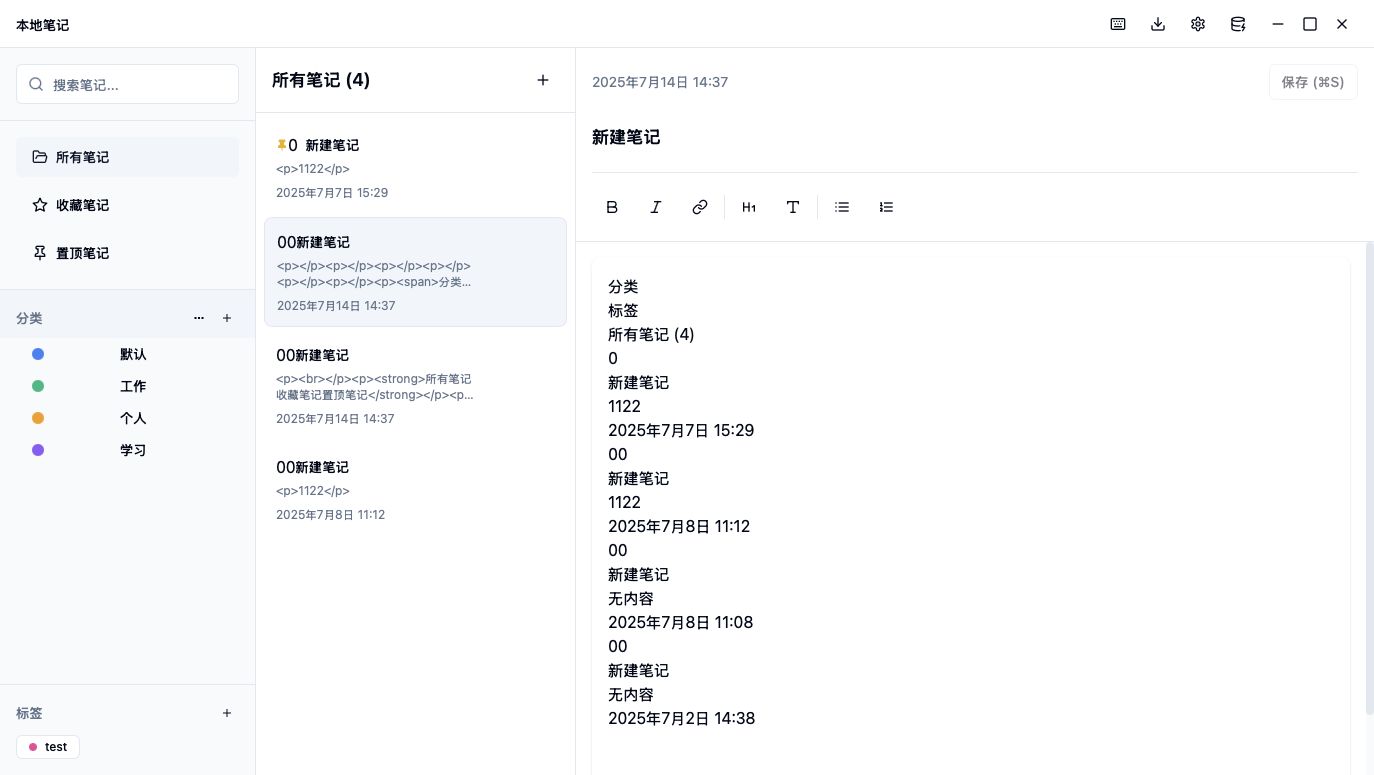 本地笔记
搜索笔记...
所有笔记
收藏笔记
置顶笔记
分类
默认
工作
个人
学习
标签
test
所有笔记 (4)
0 新建笔记
<p>1122</p>
2025年7月7日 15:29
00新建笔记
<p></p><p></p><p></p><p></p>
<p></p><p></p><p><span>分类...
2025年7月14日 14:37
00新建笔记
<p><br></p><p><strong>所有笔记
收藏笔记置顶笔记</strong></p><p...
2025年7月14日 14:37
00新建笔记
<p>1122</p>
2025年7月8日 11:12
2025年7月14日 14:37
保存 (⌘S)
新建笔记
B I H1 T
分类
标签
所有笔记 (4)
0
新建笔记
1122
2025年7月7日 15:29
00
新建笔记
1122
2025年7月8日 11:12
00
新建笔记
无内容
2025年7月8日 11:08
00
新建笔记
无内容
2025年7月2日 14:38